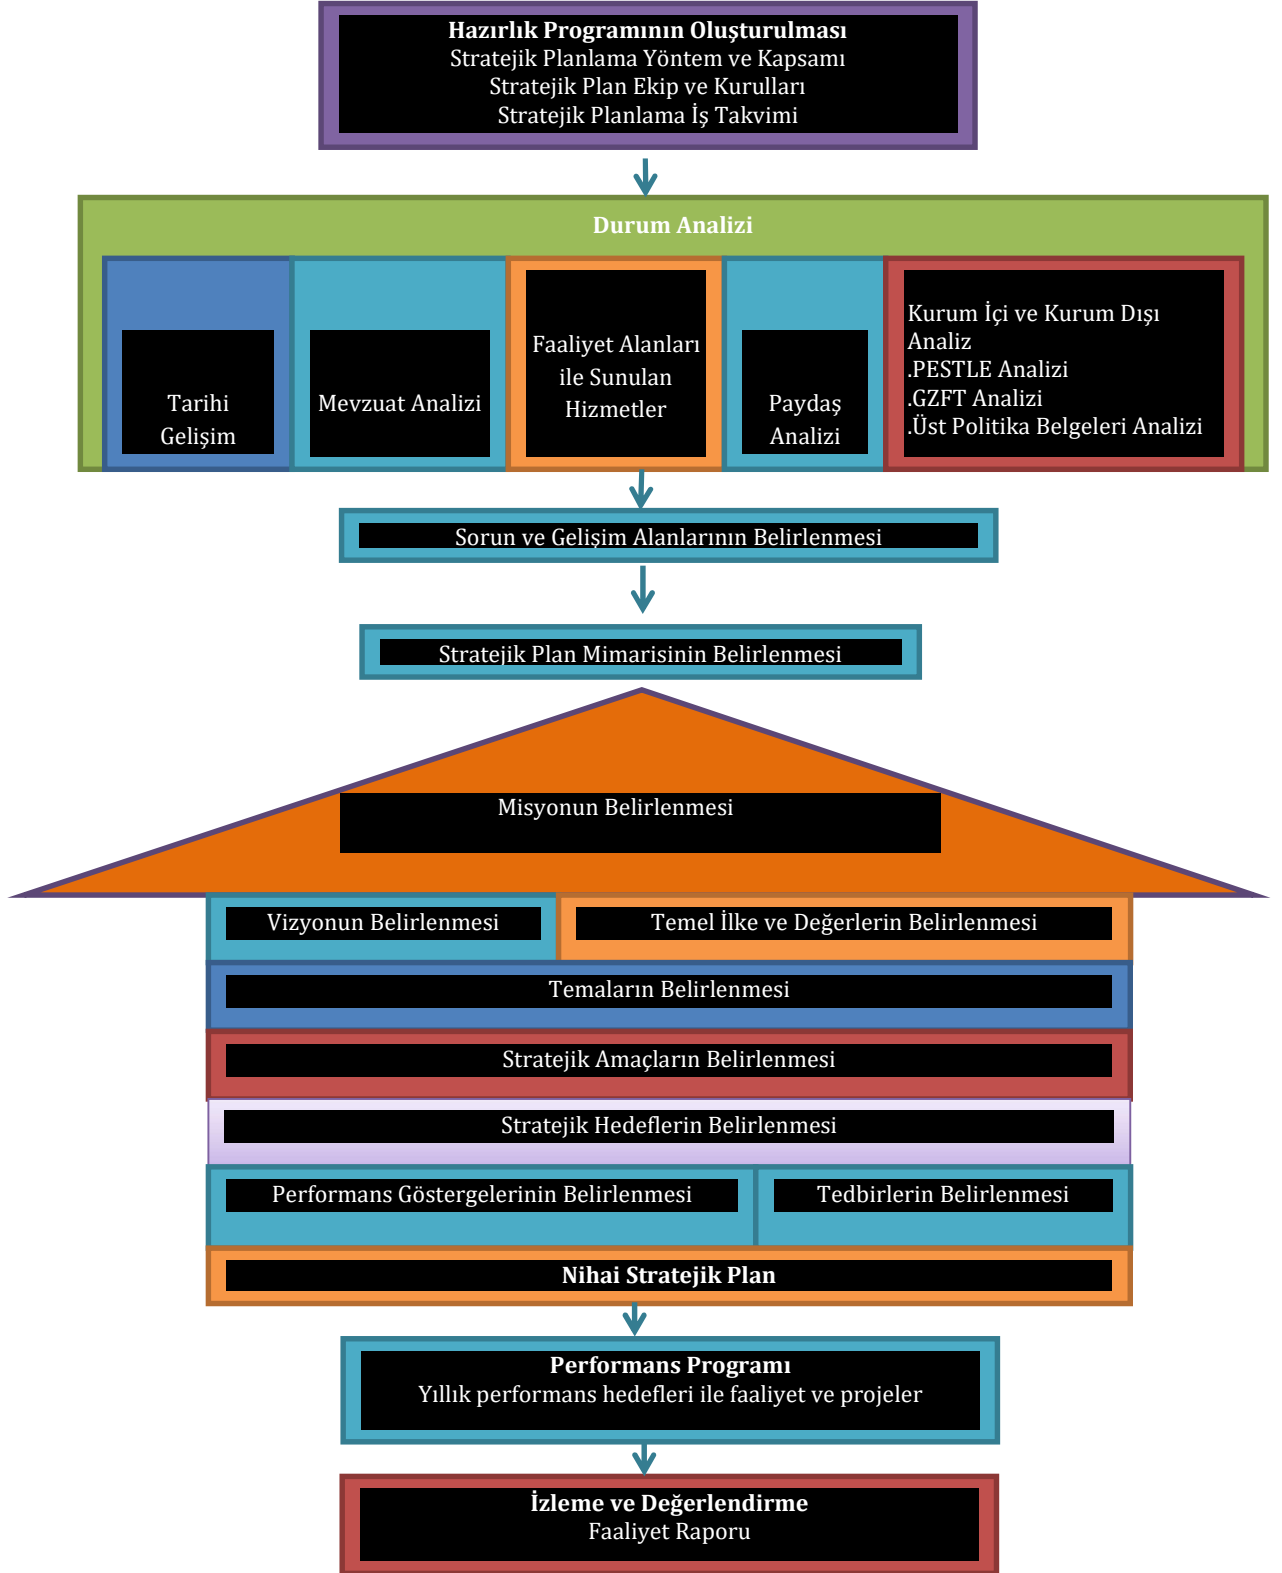 Hazırlık Programının Oluşturulması
Stratejik Planlama Yöntem ve Kapsamı
Stratejik Plan Ekip ve Kurulları
Stratejik Planlama İş Takvimi
Durum Analizi
Tarihi
Gelişim
Mevzuat Analizi
Faaliyet Alanları
ile Sunulan
Hizmetler
Paydaş
Analizi
Kurum İçi ve Kurum Dışı
Analiz
.PESTLE Analizi
.GZFT Analizi
.Üst Politika Belgeleri Analizi
Sorun ve Gelişim Alanlarının Belirlenmesi
Stratejik Plan Mimarisinin Belirlenmesi
Misyonun Belirlenmesi
Vizyonun Belirlenmesi
Temel İlke ve Değerlerin Belirlenmesi
Temaların Belirlenmesi
Stratejik Amaçların Belirlenmesi
Stratejik Hedeflerin Belirlenmesi
Performans Göstergelerinin Belirlenmesi
Tedbirlerin Belirlenmesi
Nihai Stratejik Plan
Performans Programı
Yıllık performans hedefleri ile faaliyet ve projeler
İzleme ve Değerlendirme
Faaliyet Raporu